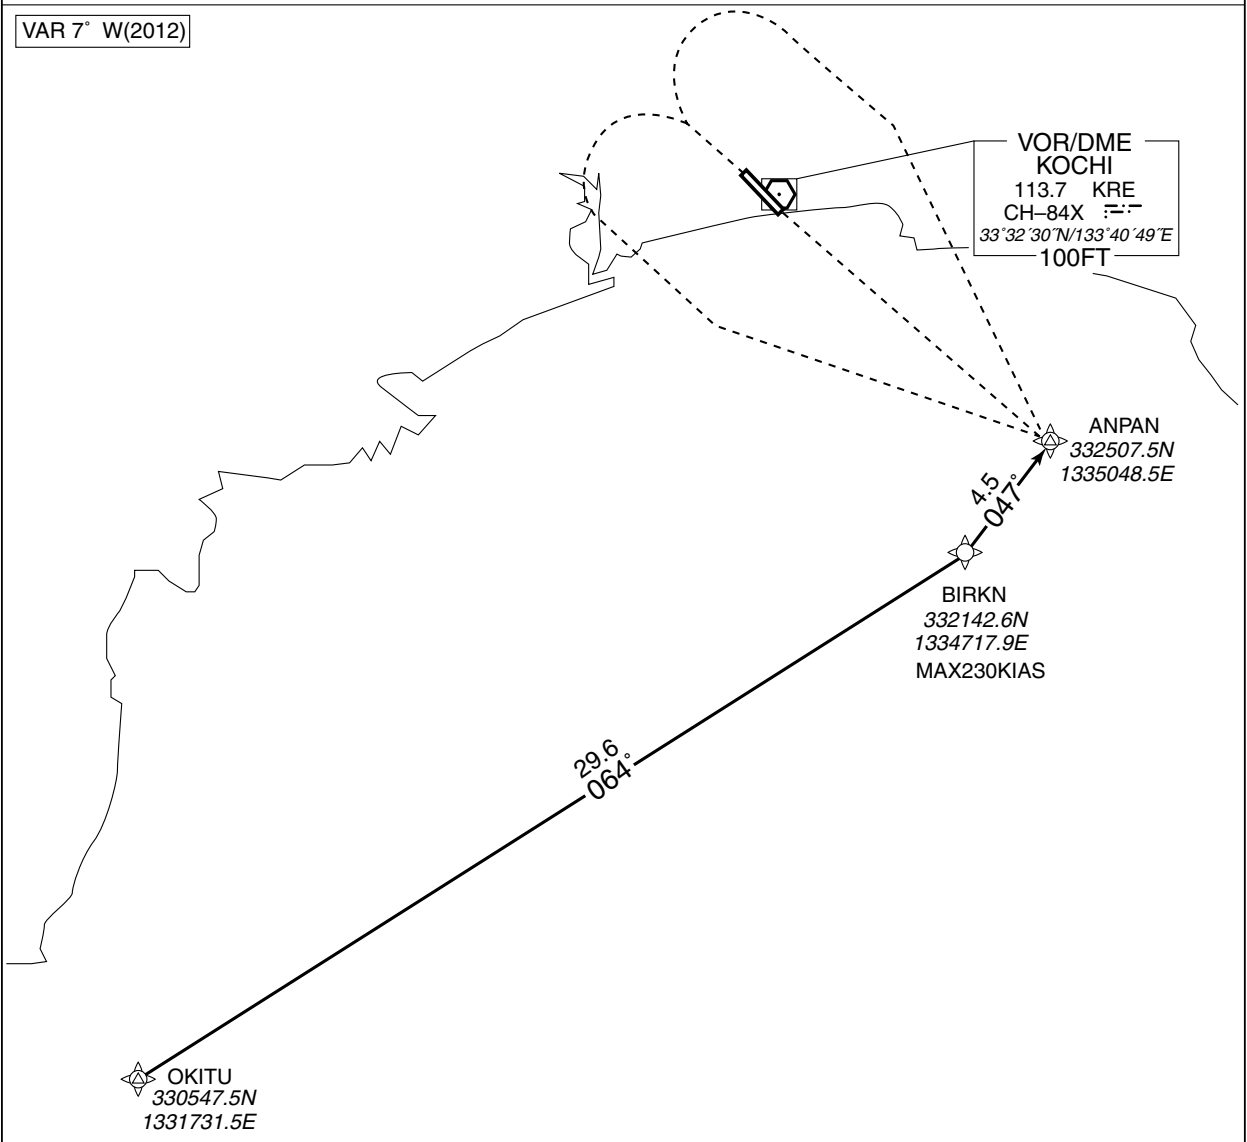 VAR 7° W(2012)
VOR/DME
KOCHI
113.7 KRE
CH–84X
33°32´30˝N/133°40´49˝E
100FT
ANPAN
332507.5N
1335048.5E
4.5
047°
BIRKN
332142.6N
1334717.9E
MAX230KIAS
29.6
064°
OKITU
330547.5N
1331731.5E